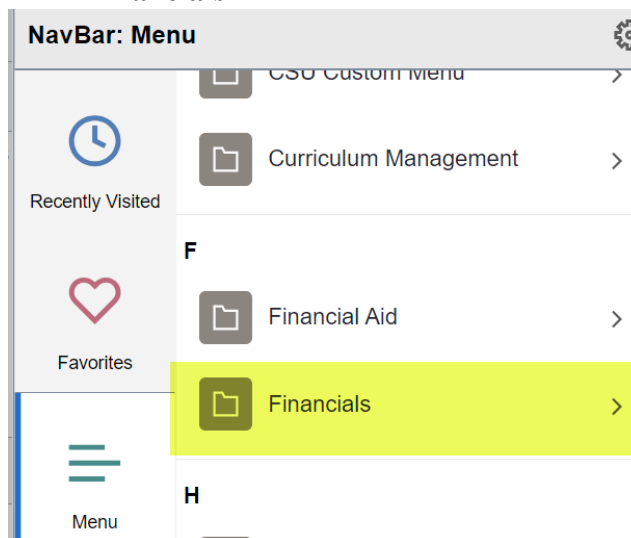 NavBar: Menu
CSU Custom Menu
Curriculum Management
Recently Visited
F
Financial Aid
Favorites
Financials
H
Menu